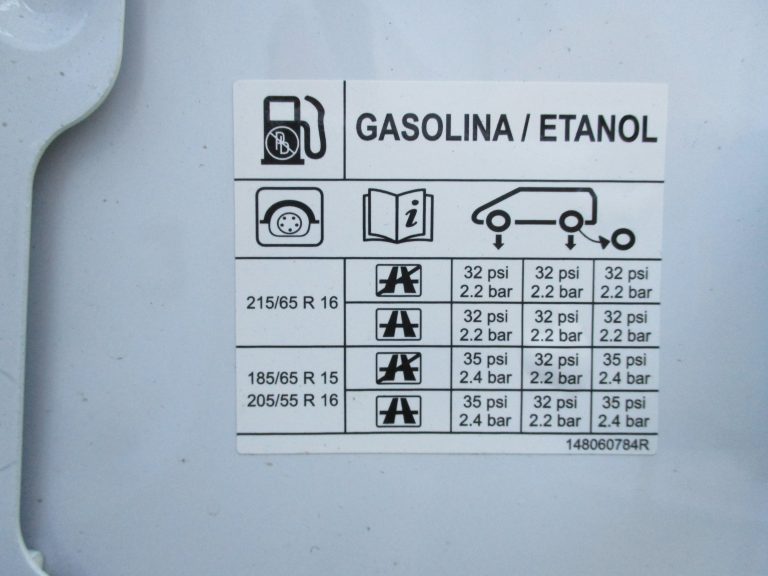 PB
GASOLINA / ETANOL
i
215/65 R 16
32 psi 32 psi 32 psi
2.2 bar 2.2 bar 2.2 bar
32 psi 32 psi 32 psi
2.2 bar 2.2 bar 2.2 bar
185/65 R 15
205/55 R 16
35 psi 32 psi 35 psi
2.4 bar 2.2 bar 2.4 bar
35 psi 32 psi 35 psi
2.4 bar 2.2 bar 2.4 bar
148060784R